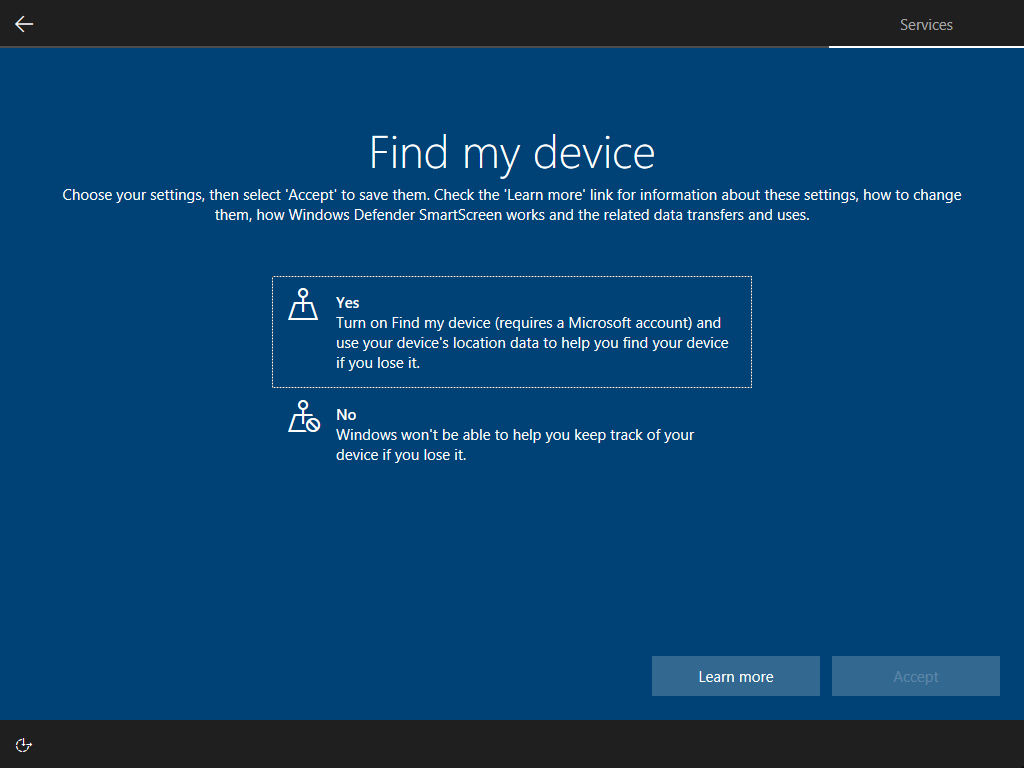 Services
Find my device
Choose your settings, then select 'Accept' to save them. Check the 'Learn more' link for information about these settings, how to change
them, how Windows Defender SmartScreen works and the related data transfers and uses.
Yes
Turn on Find my device (requires a Microsoft account) and
use your device's location data to help you find your device
if you lose it.
No
Windows won't be able to help you keep track of your
device if you lose it.
Learn more
Accept